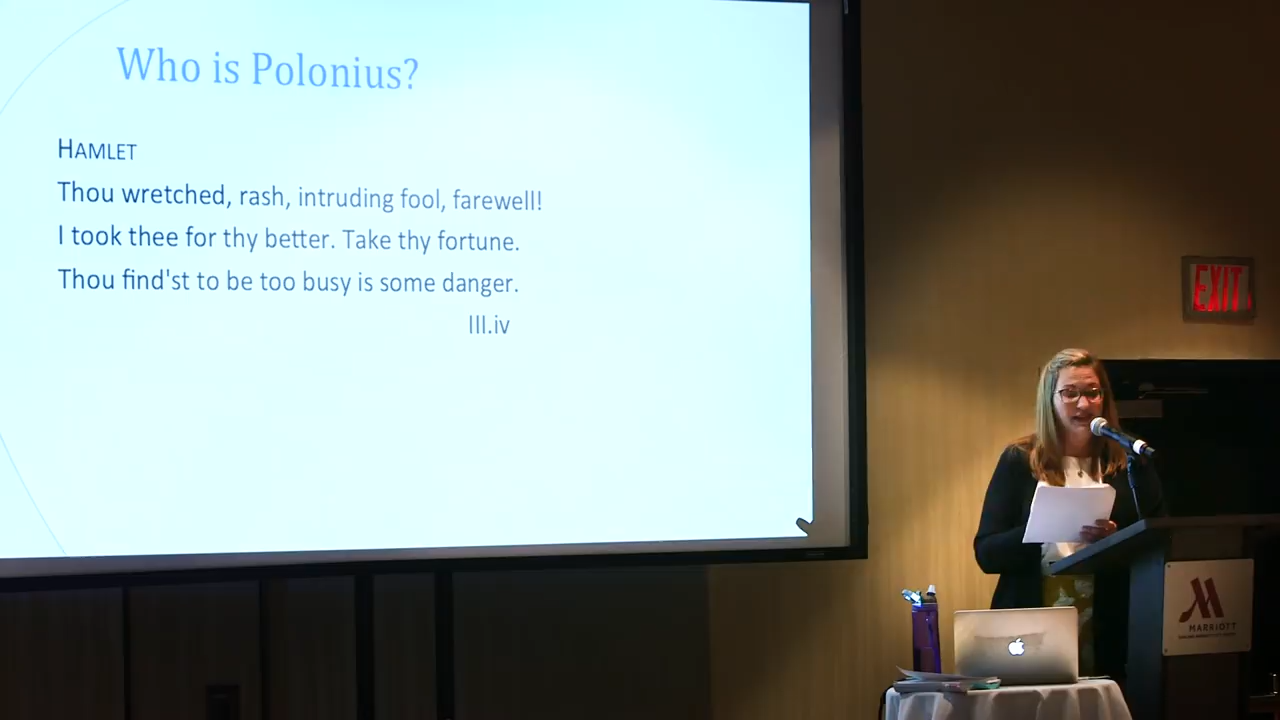 Who is Polonius?
HAMLET
Thou wretched, rash, intruding fool, farewell!
I took thee for thy better. Take thy fortune.
Thou find'st to be too busy is some danger.
III.iv
EXIT
MARRIOTT